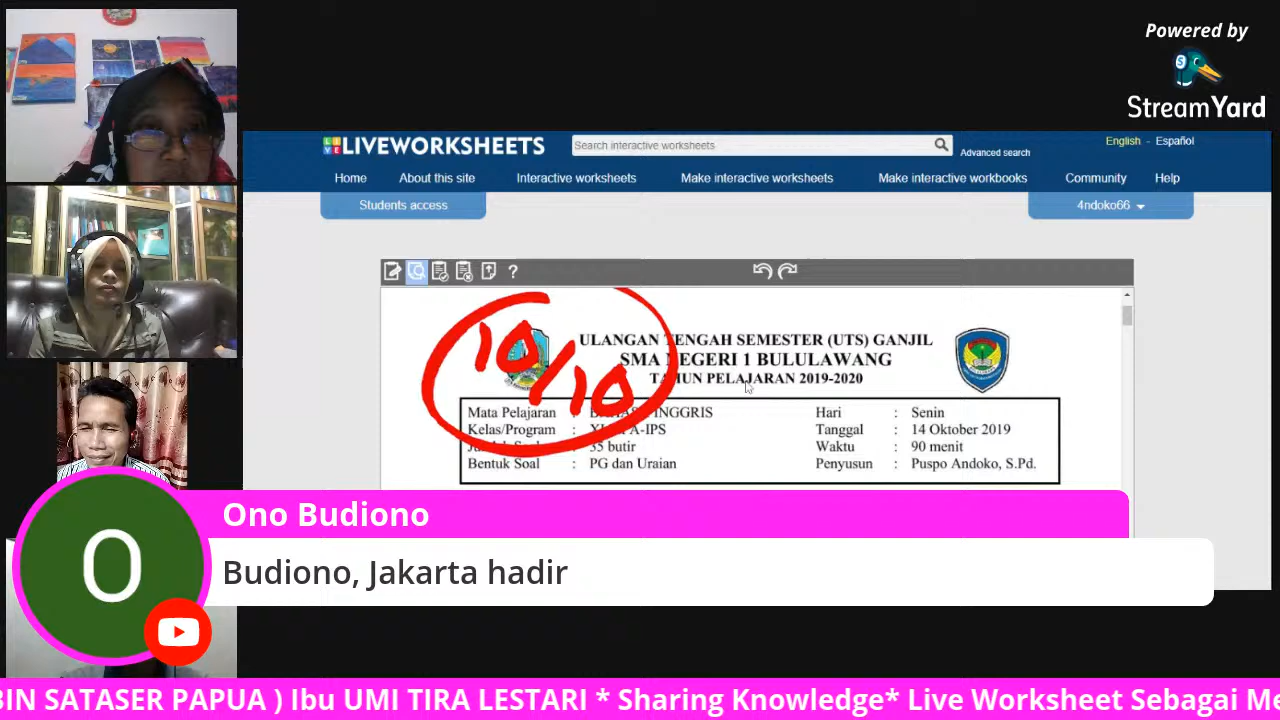 Powered by
StreamYard
LIVEWORKSHEETS
Search interactive worksheets
Advanced search
English - Español
Home About this site Interactive worksheets Make interactive worksheets Make interactive workbooks Community Help
Students access
4ndoko66
?
10/10
ULANGAN TENGAH SEMESTER (UTS) GANJIL
SMA NEGERI 1 BULULAWANG
TAHUN PELAJARAN 2019-2020
Mata Pelajaran : BAHASA INGGRIS Hari : Senin
Kelas/Program : A-IPS Tanggal : 14 Oktober 2019
: 35 butir Waktu : 90 menit
Bentuk Soal : PG dan Uraian Penyusun : Puspo Andoko, S.Pd.
O
Ono Budiono
Budiono, Jakarta hadir
BIN SATASER PAPUA ) Ibu UMI TIRA LESTARI * Sharing Knowledge* Live Worksheet Sebagai Me